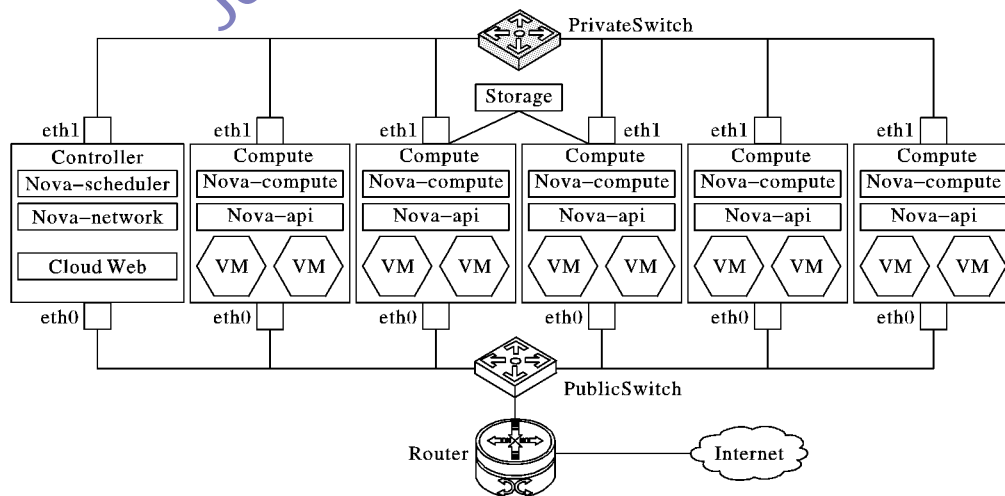 PrivateSwitch
Storage
eth1 eth1 eth1 eth1 eth1 eth1
Controller Compute Compute Compute Compute Compute
Nova-scheduler Nova-compute Nova-compute Nova-compute Nova-compute Nova-compute
Nova-network Nova-api Nova-api Nova-api Nova-api Nova-api
Cloud Web VM VM VM VM VM VM VM VM VM VM
eth0 eth0 eth0 eth0 eth0 eth0
PublicSwitch
Router Internet